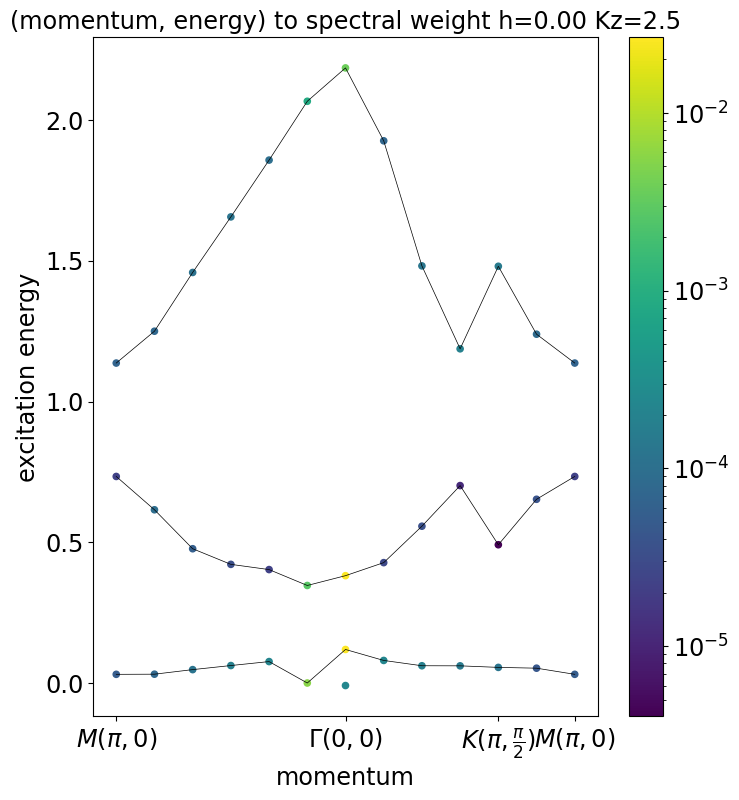 (momentum, energy) to spectral weight h=0.00 Kz=2.5
excitation energy
2.0
1.5
1.0
0.5
0.0
M(π, 0)
Γ(0, 0)
K(π, π/2)
M(π, 0)
momentum
10⁻²
10⁻³
10⁻⁴
10⁻⁵